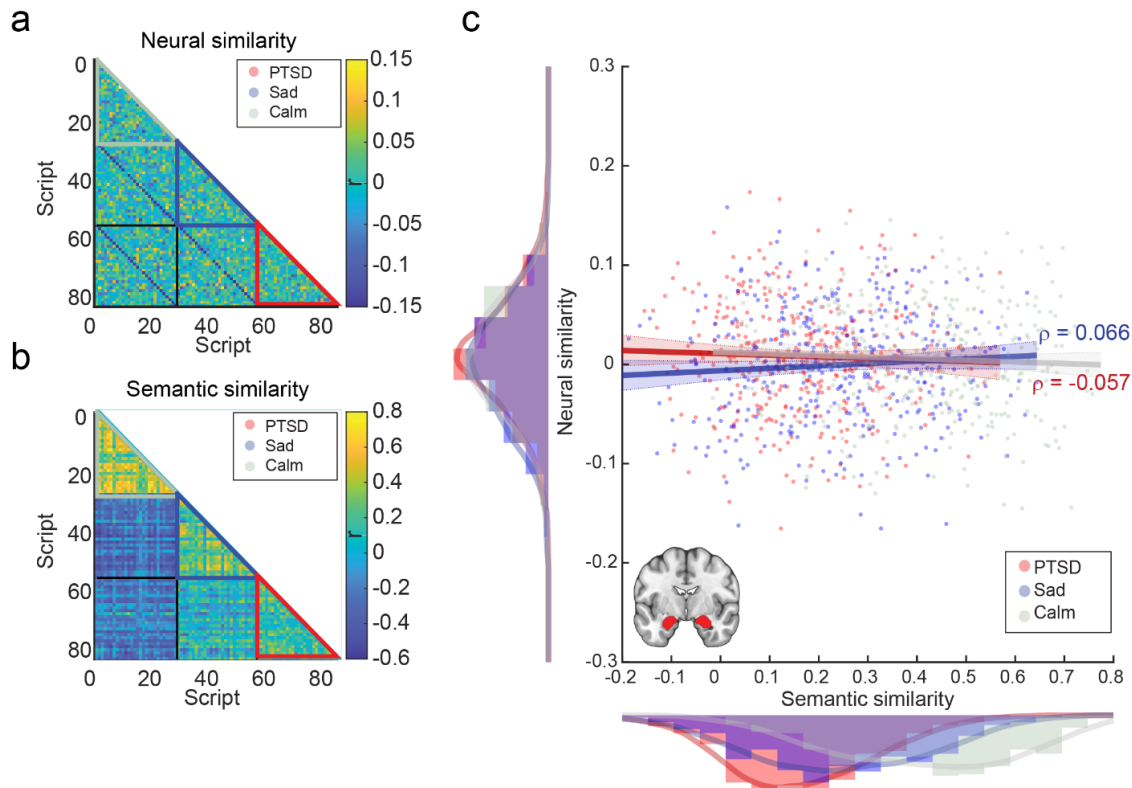 a
Neural similarity
0
20
40
60
80
Script
0 20 40 60 80
Script
PTSD
Sad
Calm
0.15
0.1
0.05
0
-0.05
-0.1
-0.15
r
b
Semantic similarity
0
20
40
60
80
Script
0 20 40 60 80
Script
PTSD
Sad
Calm
0.8
0.6
0.4
0.2
0
-0.2
-0.4
-0.6
r
c
0.3
0.2
0.1
0
-0.1
-0.2
-0.3
Neural similarity
ρ = 0.066
ρ = -0.057
PTSD
Sad
Calm
-0.2 -0.1 0 0.1 0.2 0.3 0.4 0.5 0.6 0.7 0.8
Semantic similarity